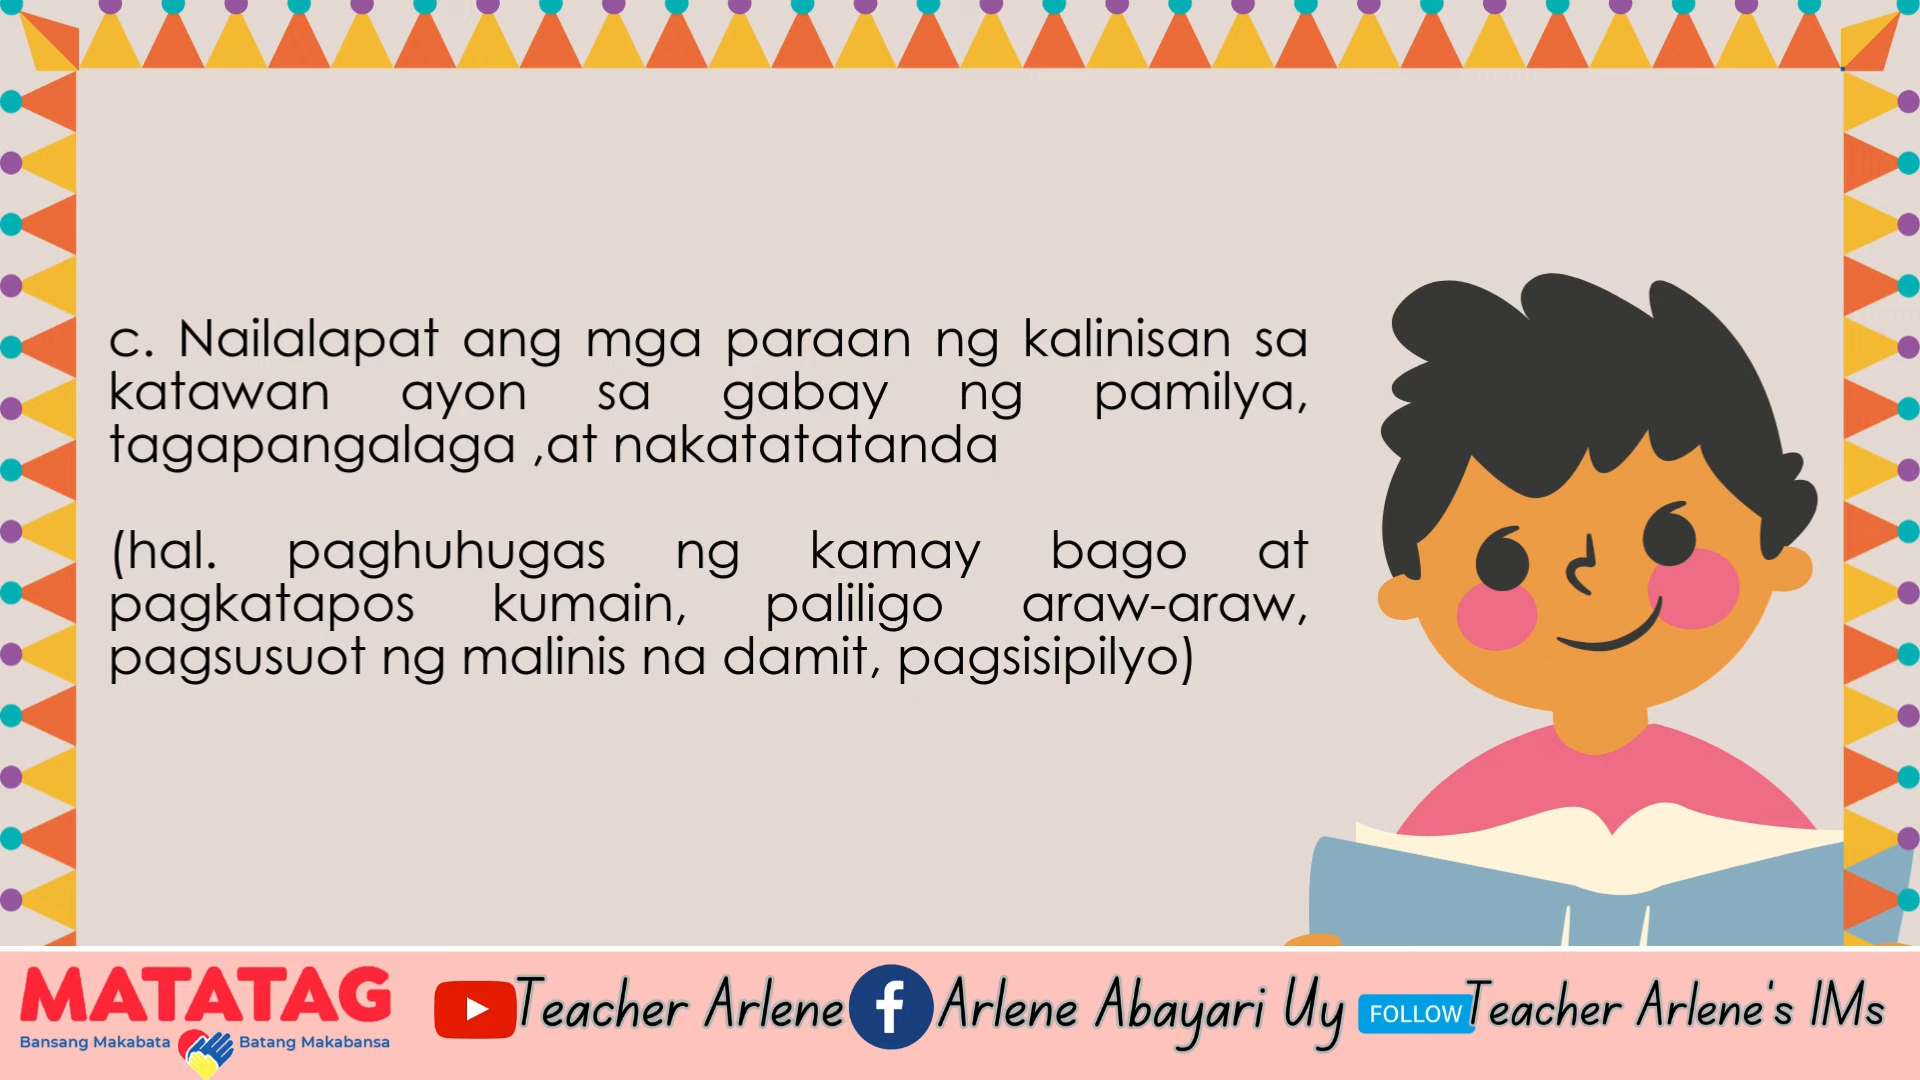 c. Nailalapat ang mga paraan ng kalinisan sa
katawan ayon sa gabay ng pamilya,
tagapangalaga ,at nakatatatanda
(hal. paghuhugas ng kamay bago at
pagkatapos kumain, paliligo araw-araw,
pagsusuot ng malinis na damit, pagsisipilyo)
MATATAG
Bansang Makabata Batang Makabansa
Teacher Arlene
Arlene Abayari Uy
FOLLOW Teacher Arlene's IMs